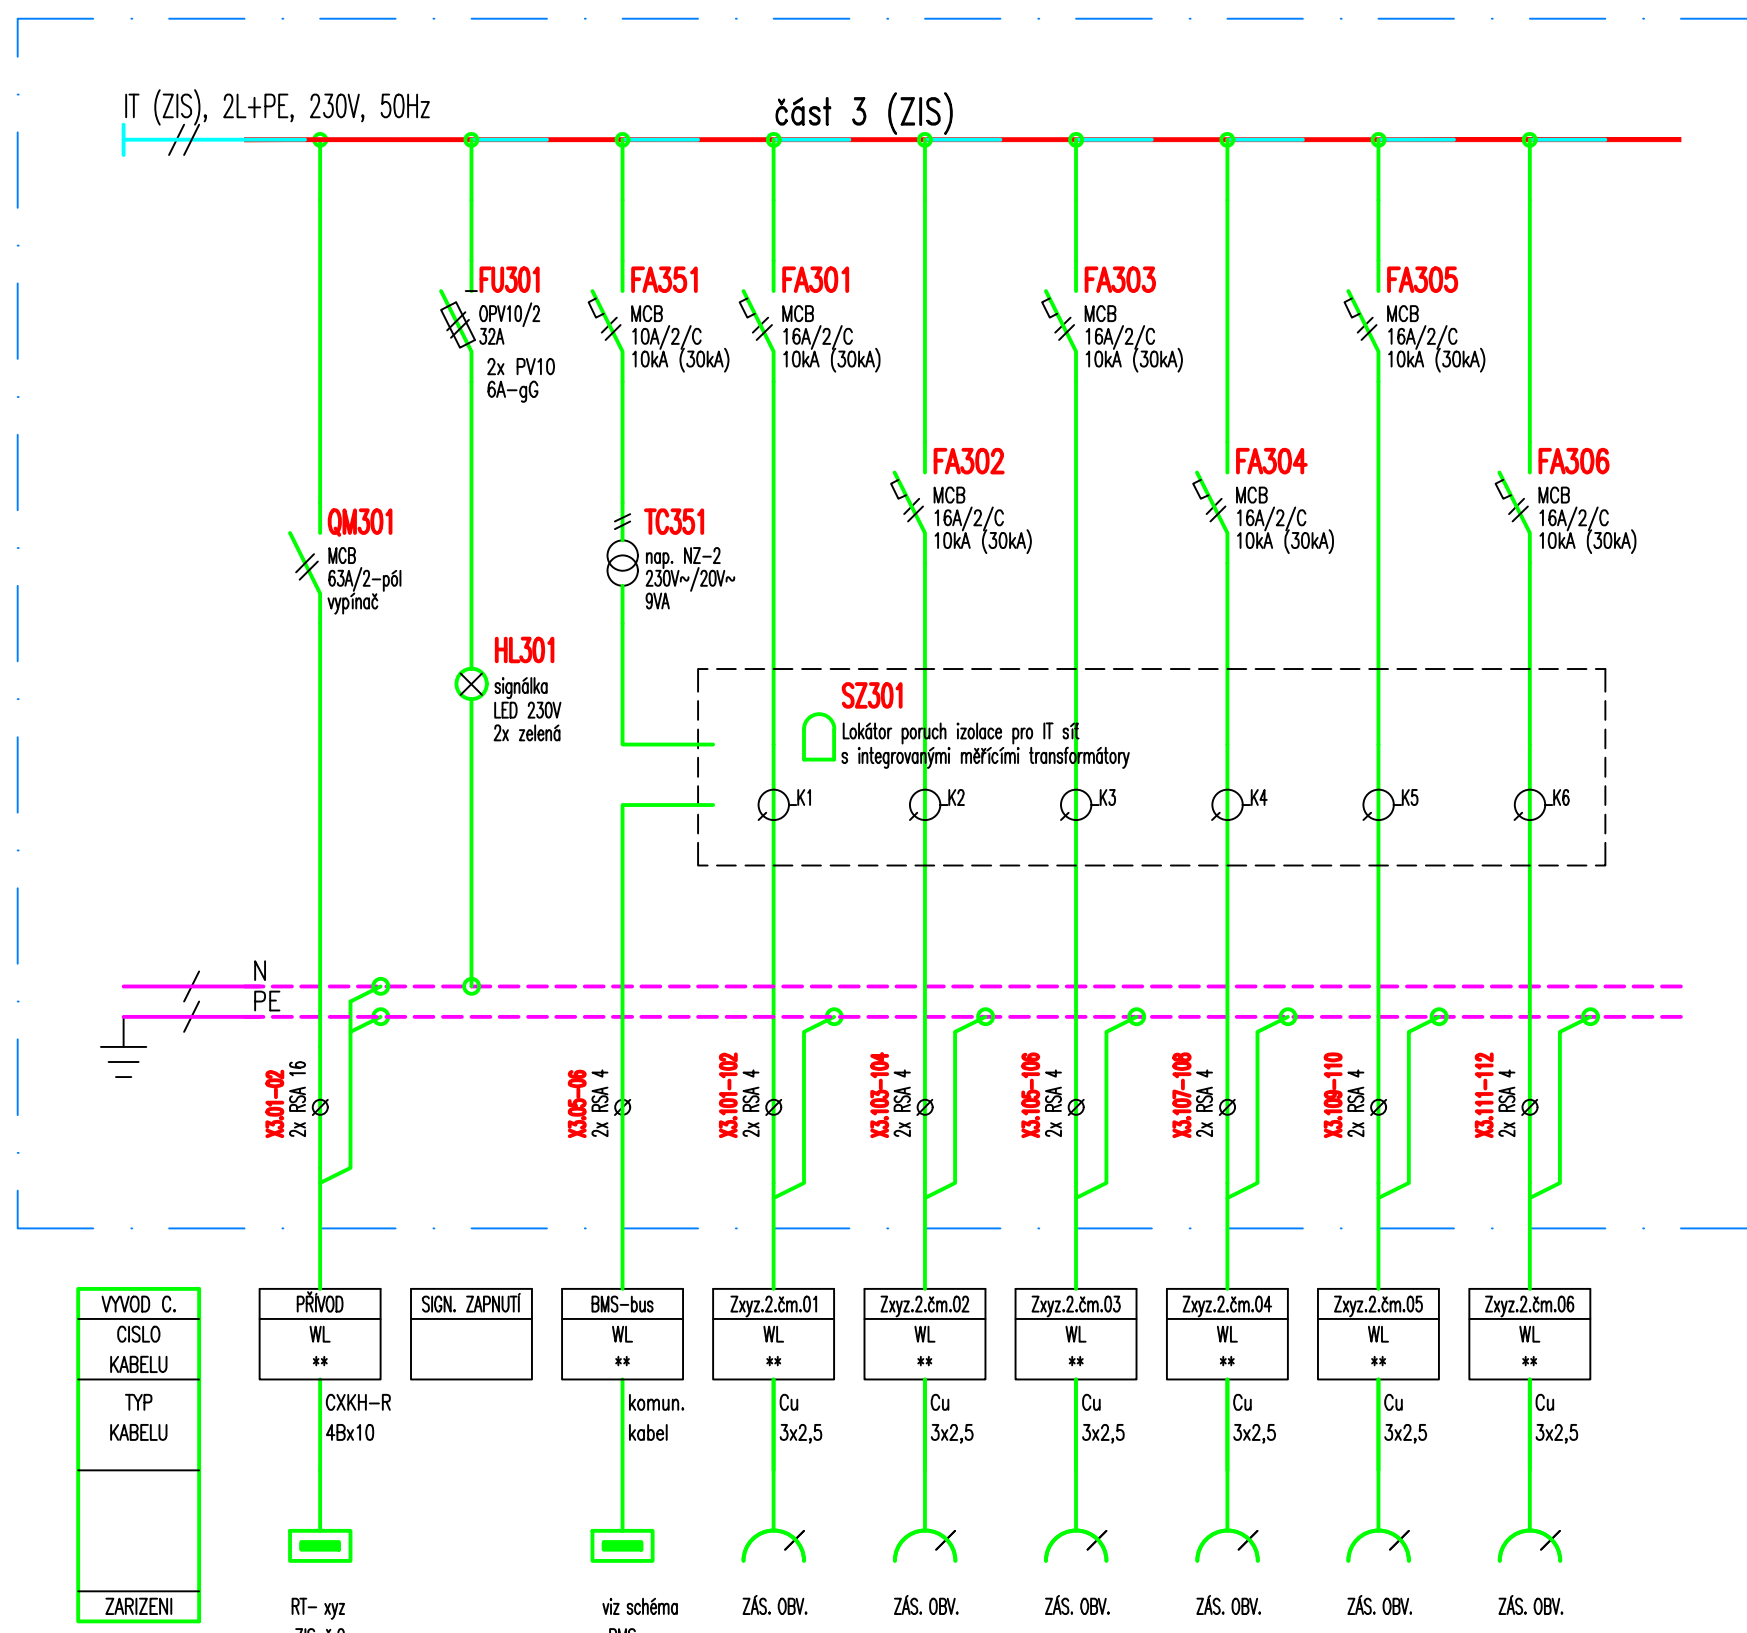 IT (ZIS), 2L+PE, 230V, 50Hz
část 3 (ZIS)
FU301
OPV10/2
32A
2x PV10
6A-gG
FA351
MCB
10A/2/C
10kA (30kA)
FA301
MCB
16A/2/C
10kA (30kA)
FA303
MCB
16A/2/C
10kA (30kA)
FA305
MCB
16A/2/C
10kA (30kA)
FA302
MCB
16A/2/C
10kA (30kA)
FA304
MCB
16A/2/C
10kA (30kA)
FA306
MCB
16A/2/C
10kA (30kA)
QM301
MCB
63A/2-pól
vypínač
TC351
nap. NZ-2
230V~/20V~
9VA
HL301
signálka
LED 230V
2x zelená
SZ301
Lokátor poruch izolace pro IT síť
s integrovanými měřícími transformátory
K1
K2
K3
K4
K5
K6
N
PE
X3.01-02
2x RSA 16
X3.05-06
2x RSA 4
X3.101-102
2x RSA 4
X3.103-104
2x RSA 4
X3.105-106
2x RSA 4
X3.107-108
2x RSA 4
X3.109-110
2x RSA 4
X3.111-112
2x RSA 4
VYVOD C. PŘÍVOD SIGN. ZAPNUTÍ BMS-bus Zxyz.2.čm.01 Zxyz.2.čm.02 Zxyz.2.čm.03 Zxyz.2.čm.04 Zxyz.2.čm.05 Zxyz.2.čm.06
CISLO WL WL WL WL WL WL WL WL
KABELU ** ** ** ** ** ** ** **
TYP CXKH-R komun. Cu Cu Cu Cu Cu Cu
KABELU 4Bx10 kabel 3x2,5 3x2,5 3x2,5 3x2,5 3x2,5 3x2,5
ZARIZENI RT- xyz viz schéma ZÁS. OBV. ZÁS. OBV. ZÁS. OBV. ZÁS. OBV. ZÁS. OBV. ZÁS. OBV.